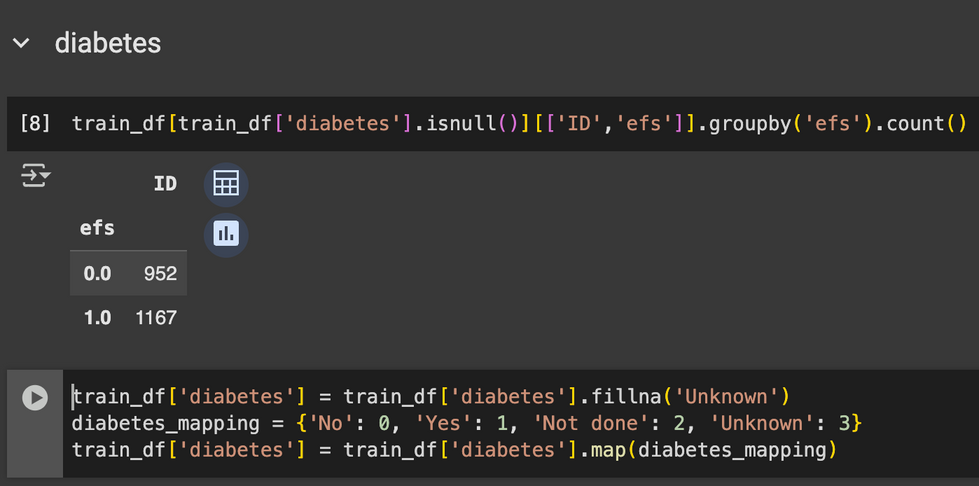 diabetes
[8] train_df[train_df['diabetes'].isnull()][['ID','efs']].groupby('efs').count()
ID
efs
0.0 952
1.0 1167
train_df['diabetes'] = train_df['diabetes'].fillna('Unknown')
diabetes_mapping = {'No': 0, 'Yes': 1, 'Not done': 2, 'Unknown': 3}
train_df['diabetes'] = train_df['diabetes'].map(diabetes_mapping)